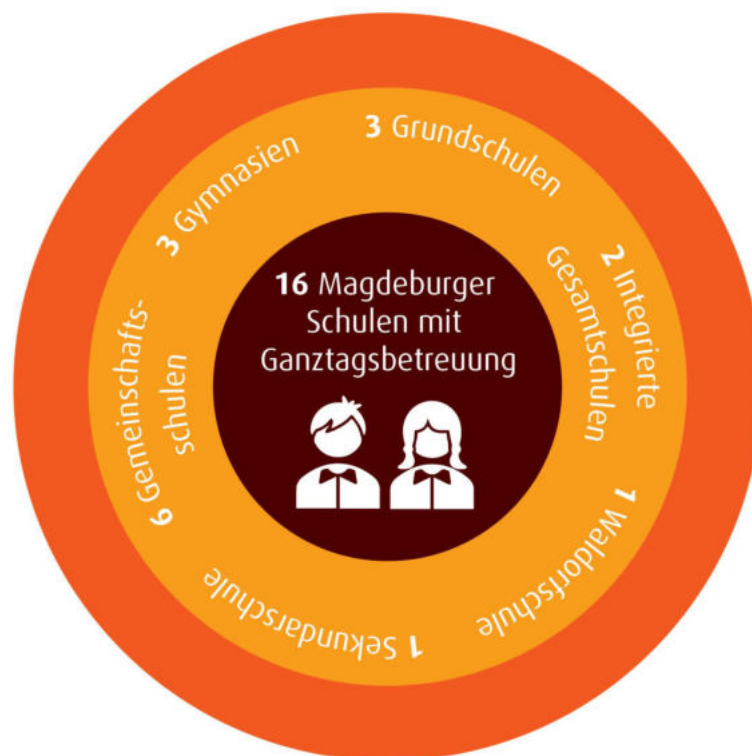 16 Magdeburger
Schulen mit
Ganztagsbetreuung
3 Grundschulen
2 Integrierte
Gesamtschulen
1 Waldorfschule
1 Sekundarschule
6 Gemeinschafts-
schulen
3 Gymnasien